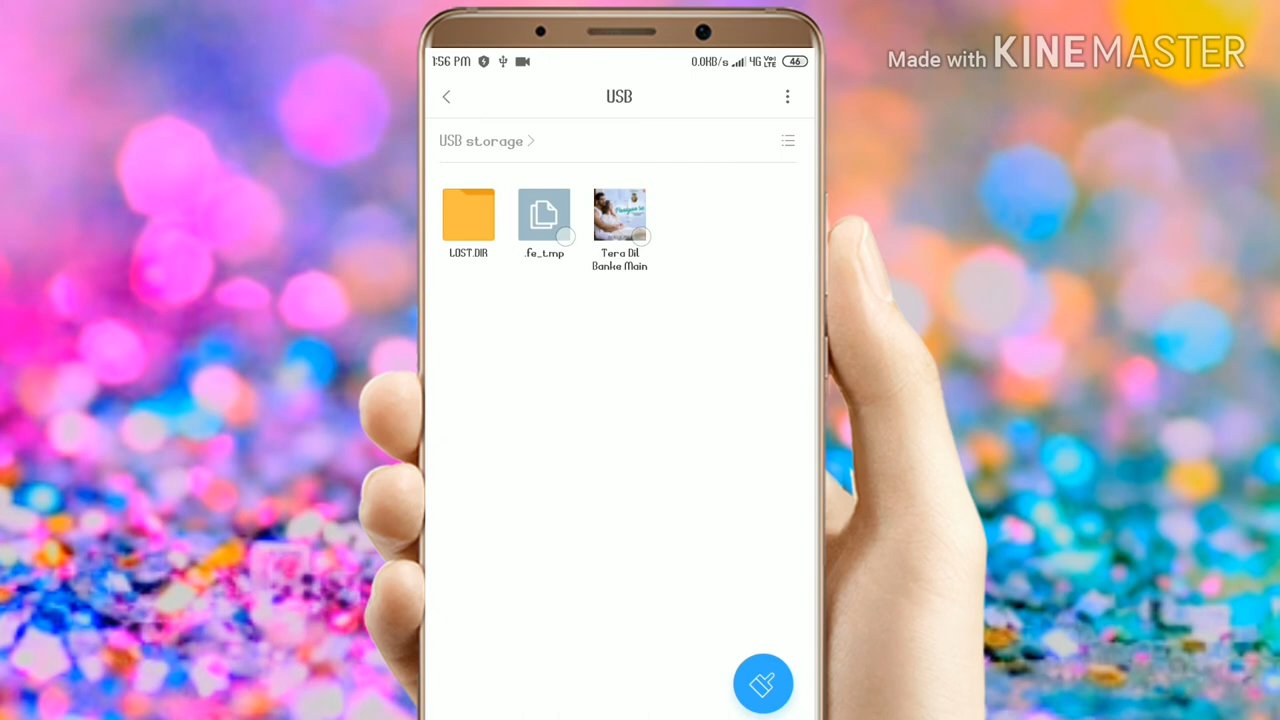 Made with KINEMASTER
1:56 PM
0.0KB/s 4G Vo LTE 46
USB
USB storage
LOST.DIR
.fe_tmp
Tera Dil
Banke Main